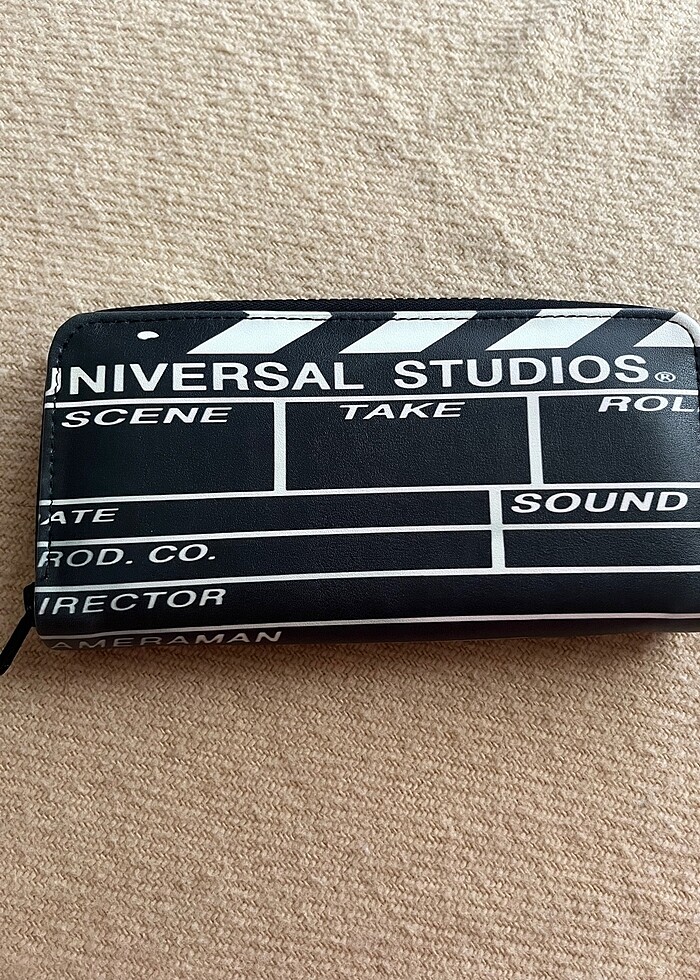 UNIVERSAL STUDIOS®
SCENE TAKE ROL
ATE SOUND
ROD. CO.
IRECTOR
AMERAMAN